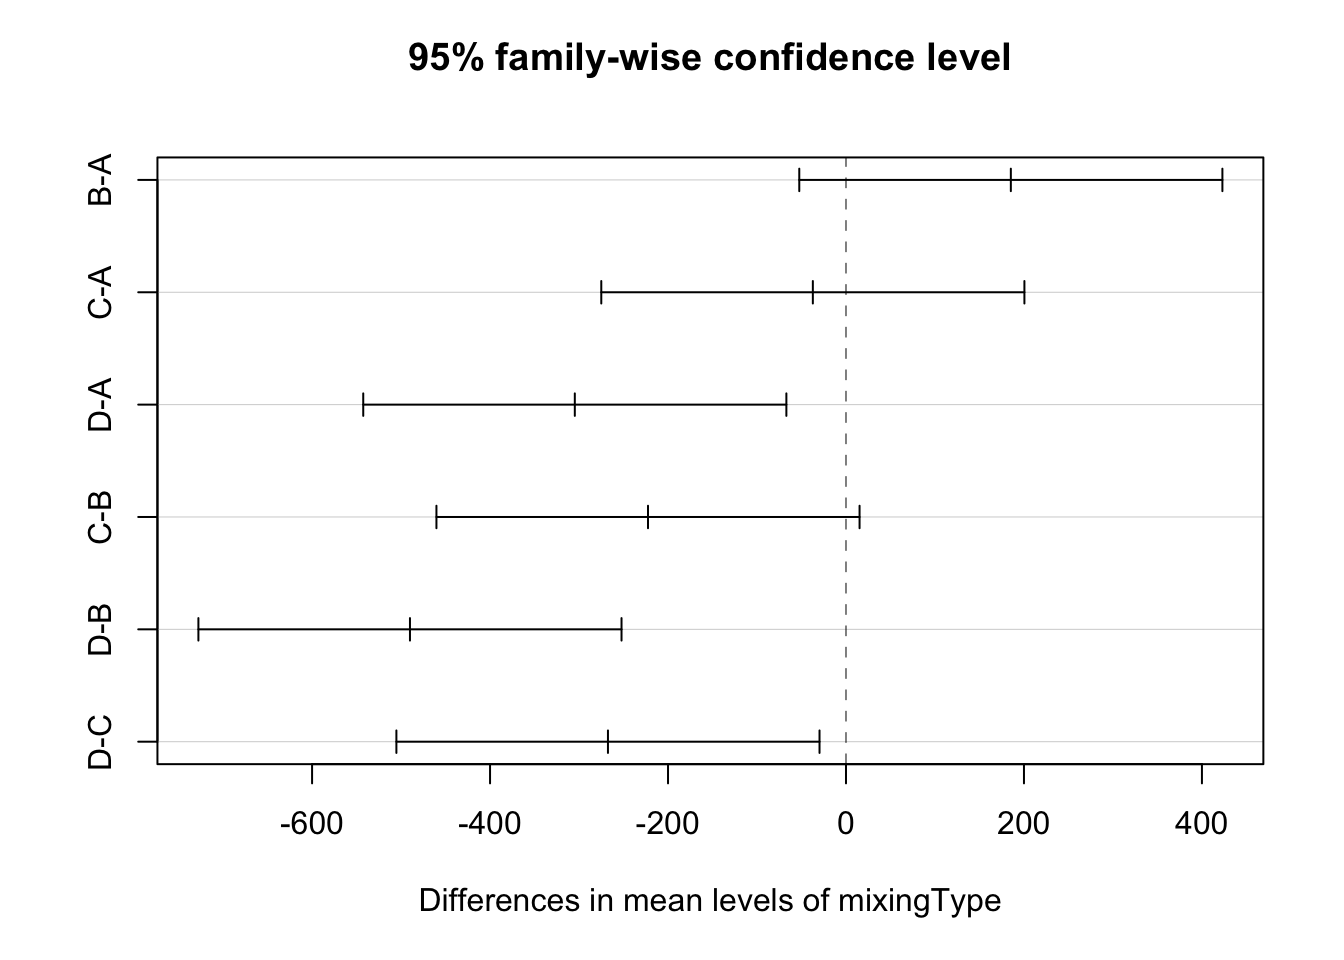 95% family-wise confidence level
B-A
C-A
D-A
C-B
D-B
D-C
-600 -400 -200 0 200 400
Differences in mean levels of mixingType